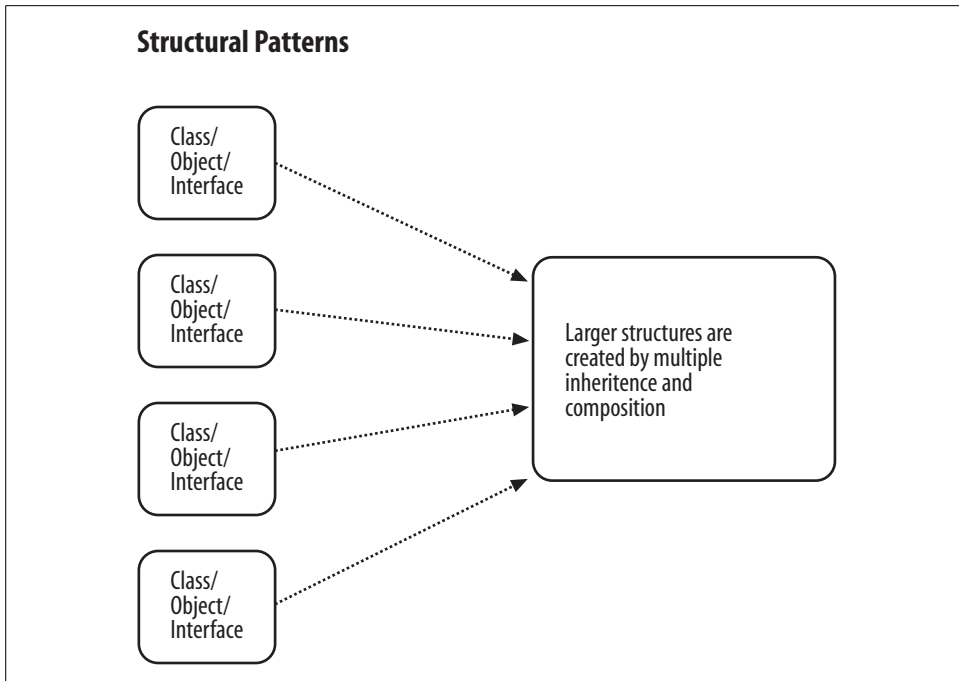 Structural Patterns
Class/
Object/
Interface
Class/
Object/
Interface
Class/
Object/
Interface
Class/
Object/
Interface
Larger structures are
created by multiple
inheritence and
composition